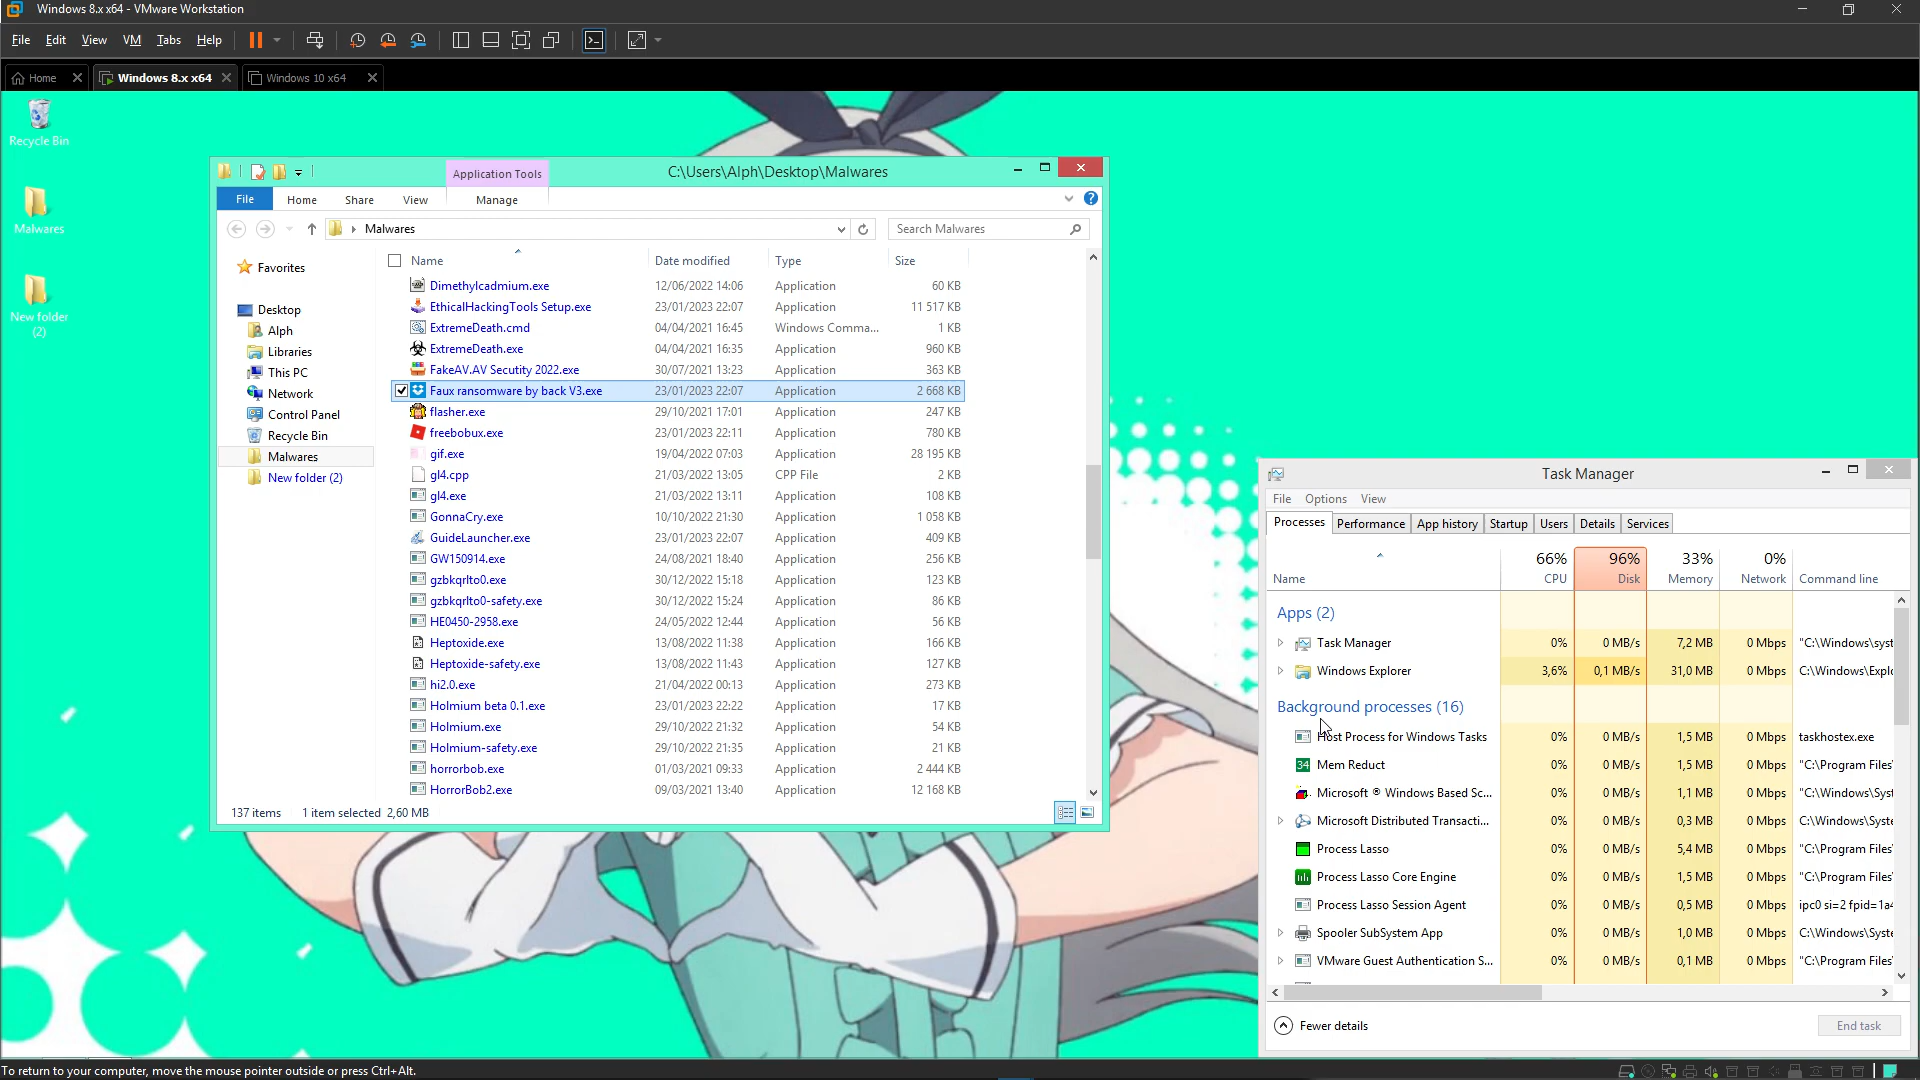 Windows 8.x x64 - VMware Workstation
File Edit View VM Tabs Help
Home Windows 8.x x64 Windows 10 x64
Recycle Bin
Malwares
New folder (2)
Application Tools C:\Users\Alph\Desktop\Malwares
File Home Share View Manage
Malwares Search Malwares
Favorites
Desktop
Alph
Libraries
This PC
Network
Control Panel
Recycle Bin
Malwares
New folder (2)
Name Date modified Type Size
Dimethylcadmium.exe 12/06/2022 14:06 Application 60 KB
EthicalHackingTools Setup.exe 23/01/2023 22:07 Application 11 517 KB
ExtremeDeath.cmd 04/04/2021 16:45 Windows Comma... 1 KB
ExtremeDeath.exe 04/04/2021 16:35 Application 960 KB
FakeAV.AV Secutity 2022.exe 30/07/2021 13:23 Application 363 KB
Faux ransomware by back V3.exe 23/01/2023 22:07 Application 2 668 KB
flasher.exe 29/10/2021 17:01 Application 247 KB
freebobux.exe 23/01/2023 22:11 Application 780 KB
gif.exe 19/04/2022 07:03 Application 28 195 KB
gl4.cpp 21/03/2022 13:05 CPP File 2 KB
gl4.exe 21/03/2022 13:11 Application 108 KB
GonnaCry.exe 10/10/2022 21:30 Application 1 058 KB
GuideLauncher.exe 23/01/2023 22:07 Application 409 KB
GW150914.exe 24/08/2021 18:40 Application 256 KB
gzbkqrlto0.exe 30/12/2022 15:18 Application 123 KB
gzbkqrlto0-safety.exe 30/12/2022 15:24 Application 86 KB
HE0450-2958.exe 24/05/2022 12:44 Application 56 KB
Heptoxide.exe 13/08/2022 11:38 Application 166 KB
Heptoxide-safety.exe 13/08/2022 11:43 Application 127 KB
hi2.0.exe 21/04/2022 00:13 Application 273 KB
Holmium beta 0.1.exe 23/01/2023 22:22 Application 17 KB
Holmium.exe 29/10/2022 21:32 Application 54 KB
Holmium-safety.exe 29/10/2022 21:35 Application 21 KB
horrorbob.exe 01/03/2021 09:33 Application 2 444 KB
HorrorBob2.exe 09/03/2021 13:40 Application 12 168 KB
137 items 1 item selected 2,60 MB
Task Manager
File Options View
Processes Performance App history Startup Users Details Services
66% 96% 33% 0%
Name CPU Disk Memory Network Command line
Apps (2)
Task Manager 0% 0 MB/s 7,2 MB 0 Mbps "C:\Windows\syst
Windows Explorer 3,6% 0,1 MB/s 31,0 MB 0 Mbps C:\Windows\Explo
Background processes (16)
Host Process for Windows Tasks 0% 0 MB/s 1,5 MB 0 Mbps taskhostex.exe
34 Mem Reduct 0% 0 MB/s 1,5 MB 0 Mbps "C:\Program Files'
Microsoft ® Windows Based Sc... 0% 0 MB/s 1,1 MB 0 Mbps "C:\Windows\Syst
Microsoft Distributed Transacti... 0% 0 MB/s 0,3 MB 0 Mbps C:\Windows\Syste
Process Lasso 0% 0 MB/s 5,4 MB 0 Mbps "C:\Program Files'
Process Lasso Core Engine 0% 0 MB/s 1,5 MB 0 Mbps "C:\Program Files'
Process Lasso Session Agent 0% 0 MB/s 0,5 MB 0 Mbps ipc0 si=2 fpid=1a4
Spooler SubSystem App 0% 0 MB/s 1,0 MB 0 Mbps C:\Windows\Syste
VMware Guest Authentication S... 0% 0 MB/s 0,1 MB 0 Mbps "C:\Program Files'
Fewer details End task
To return to your computer, move the mouse pointer outside or press Ctrl+Alt.